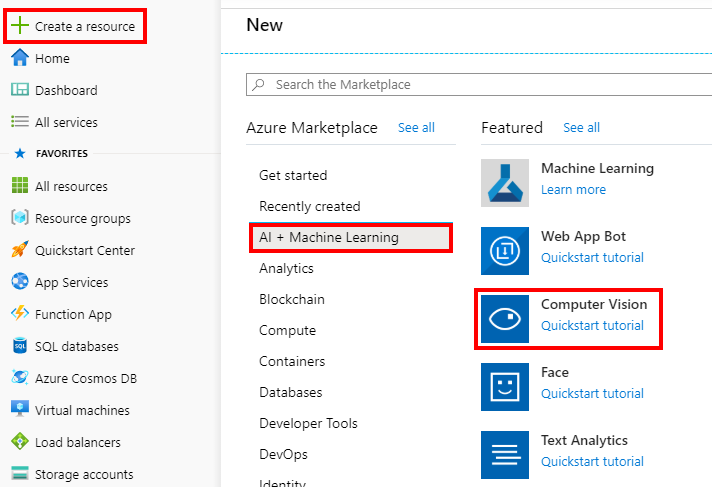 Create a resource
Home
Dashboard
All services
FAVORITES
All resources
Resource groups
Quickstart Center
App Services
Function App
SQL databases
Azure Cosmos DB
Virtual machines
Load balancers
Storage accounts
New
Search the Marketplace
Azure Marketplace See all
Get started
Recently created
AI + Machine Learning
Analytics
Blockchain
Compute
Containers
Databases
Developer Tools
DevOps
Identity
Featured See all
Machine Learning
Learn more
Web App Bot
Quickstart tutorial
Computer Vision
Quickstart tutorial
Face
Quickstart tutorial
Text Analytics
Quickstart tutorial